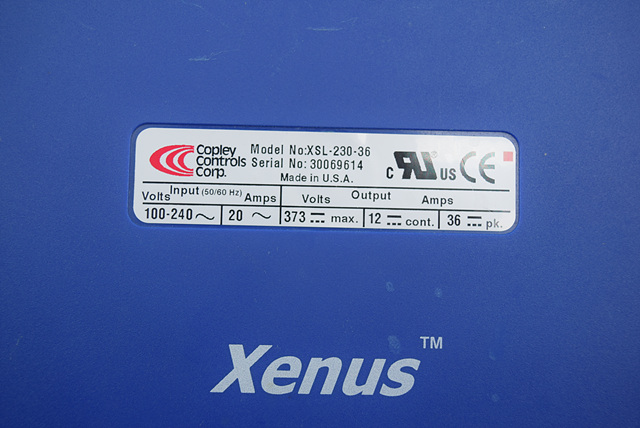 Copley Controls Corp.
Model No:XSL-230-36
Serial No: 30069614
Made in U.S.A.
c RU US CE
Input (50/60 Hz)
Output
Volts Amps Volts Amps
100-240 ~ 20 ~ 373 ⎓ max. 12 ⎓ cont. 36 ⎓ pk.
Xenus™